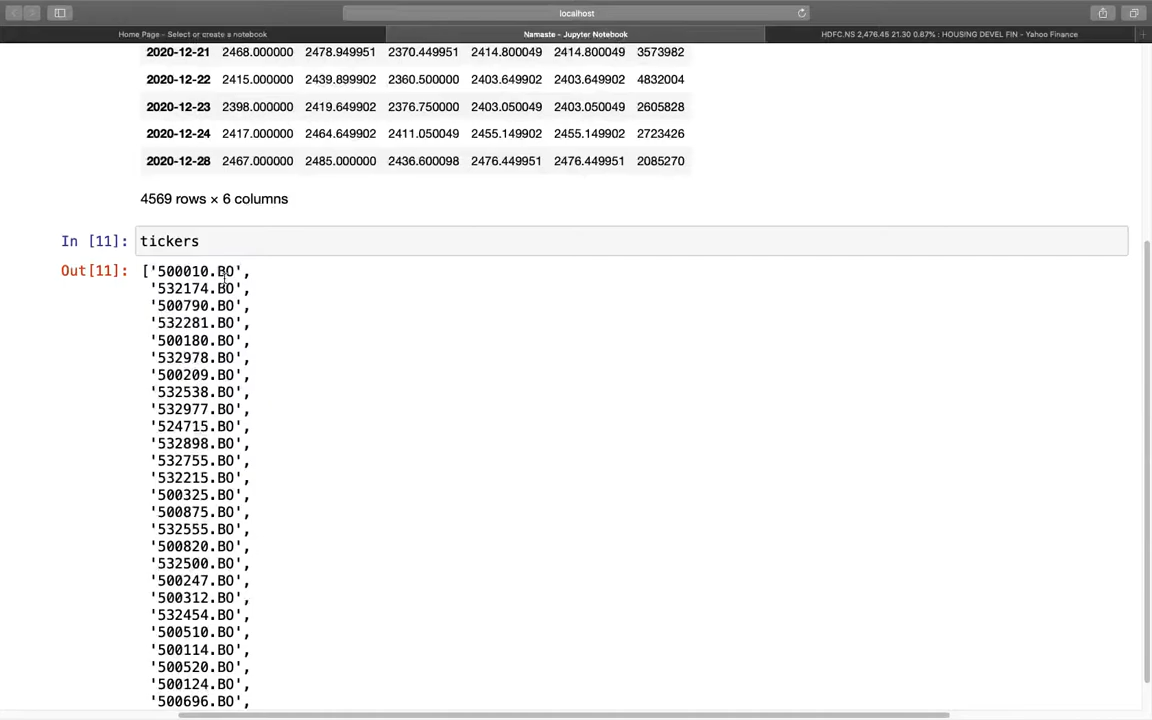 localhost
Home Page - Select or create a notebook
Namaste - Jupyter Notebook
HDFC.NS 2,476.45 21.30 0.87% : HOUSING DEVEL FIN - Yahoo Finance
2020-12-21 2468.000000 2478.949951 2370.449951 2414.800049 2414.800049 3573982
2020-12-22 2415.000000 2439.899902 2360.500000 2403.649902 2403.649902 4832004
2020-12-23 2398.000000 2419.649902 2376.750000 2403.050049 2403.050049 2605828
2020-12-24 2417.000000 2464.649902 2411.050049 2455.149902 2455.149902 2723426
2020-12-28 2467.000000 2485.000000 2436.600098 2476.449951 2476.449951 2085270
4569 rows × 6 columns
In [11]: tickers
Out[11]: ['500010.BO',
'532174.BO',
'500790.BO',
'532281.BO',
'500180.BO',
'532978.BO',
'500209.BO',
'532538.BO',
'532977.BO',
'524715.BO',
'532898.BO',
'532755.BO',
'532215.BO',
'500325.BO',
'500875.BO',
'532555.BO',
'500820.BO',
'532500.BO',
'500247.BO',
'500312.BO',
'532454.BO',
'500510.BO',
'500114.BO',
'500520.BO',
'500124.BO',
'500696.BO',